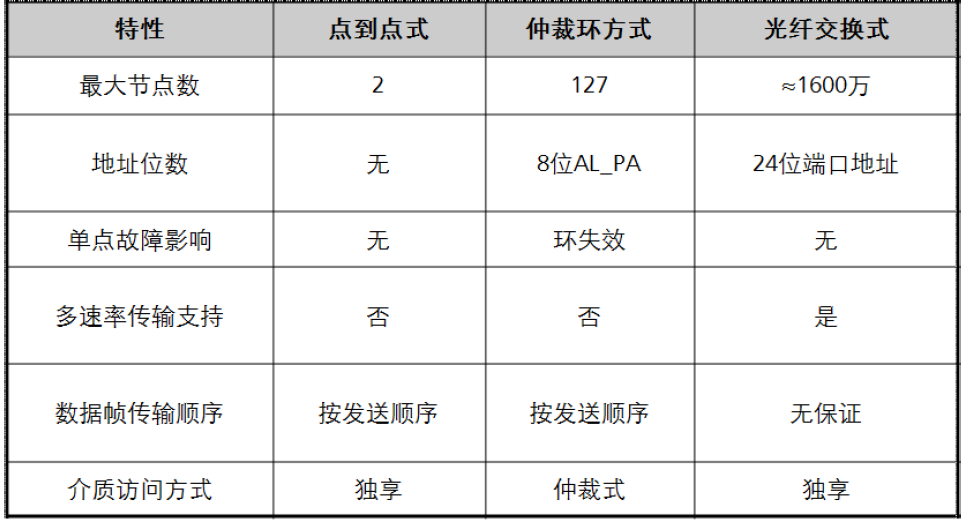 特性 点到点式 仲裁环方式 光纤交换式
最大节点数 2 127 ≈1600万
地址位数 无 8位AL_PA 24位端口地址
单点故障影响 无 环失效 无
多速率传输支持 否 否 是
数据帧传输顺序 按发送顺序 按发送顺序 无保证
介质访问方式 独享 仲裁式 独享